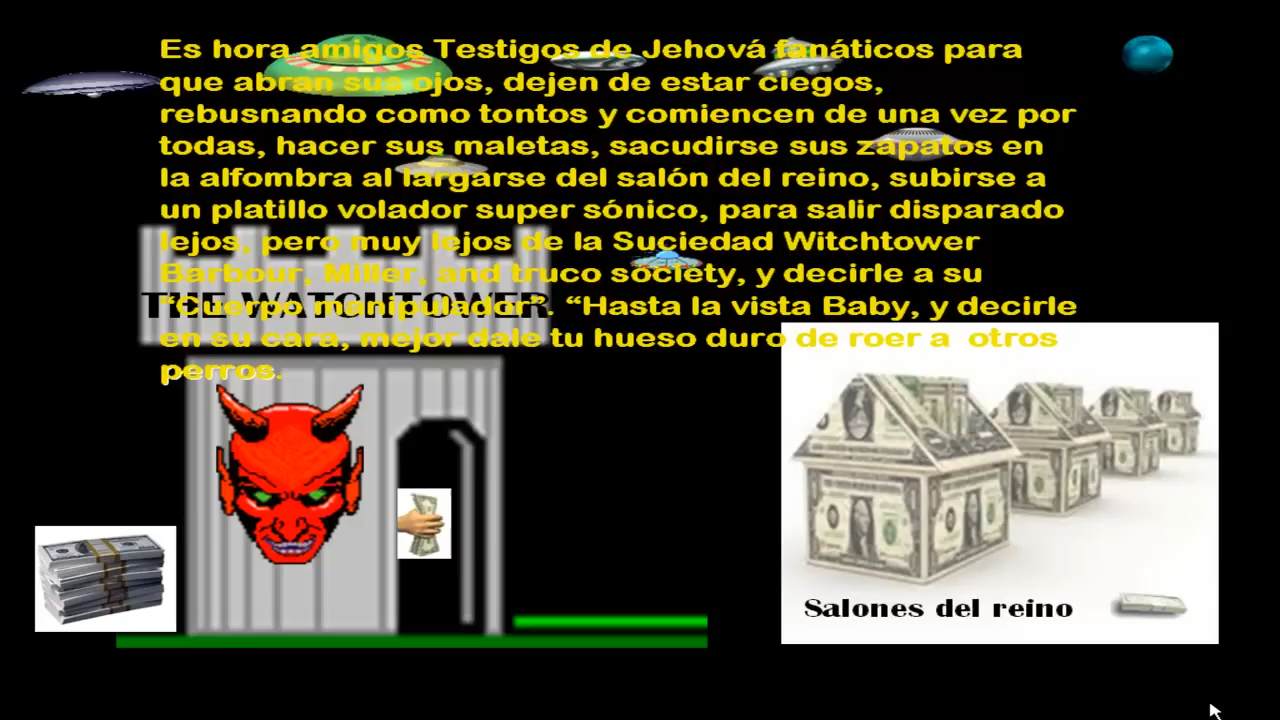 Es hora amigos Testigos de Jehová fanáticos para
que abran sus ojos, dejen de estar ciegos,
rebusnando como tontos y comiencen de una vez por
todas, hacer sus maletas, sacudirse sus zapatos en
la alfombra al largarse del salón del reino, subirse a
un platillo volador super sónico, para salir disparado
lejos, pero muy lejos de la Suciedad Witchtower
Barbour, Miller, and truco society, y decirle a su
“Cuerpo manipulador”. “Hasta la vista Baby, y decirle
en su cara, mejor dale tu hueso duro de roer a otros
perros.
THE WATCHTOWER
Salones del reino